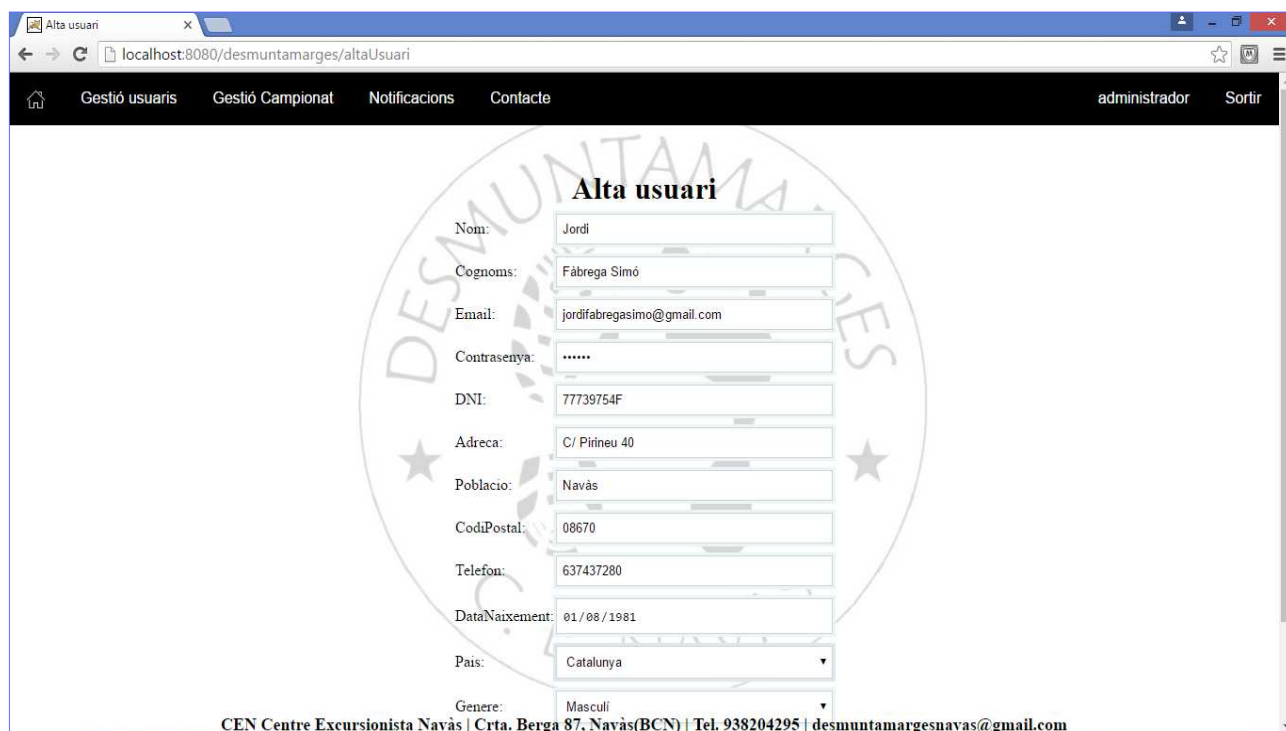 Alta usuari
localhost:8080/desmuntamarges/altaUsuari
Gestió usuaris Gestió Campionat Notificacions Contacte administrador Sortir
DESMUNTAMARGES
Alta usuari
Nom: Jordi
Cognoms: Fàbrega Simó
Email: jordifabregasimo@gmail.com
Contrasenya: ••••••
DNI: 77739754F
Adreca: C/ Pirineu 40
Poblacio: Navàs
CodiPostal: 08670
Telefon: 637437280
DataNaixement: 01/08/1981
Pais: Catalunya
Genere: Masculí
CEN Centre Excursionista Navàs | Crta. Berga 87, Navàs(BCN) | Tel. 938204295 | desmuntamargesnavas@gmail.com